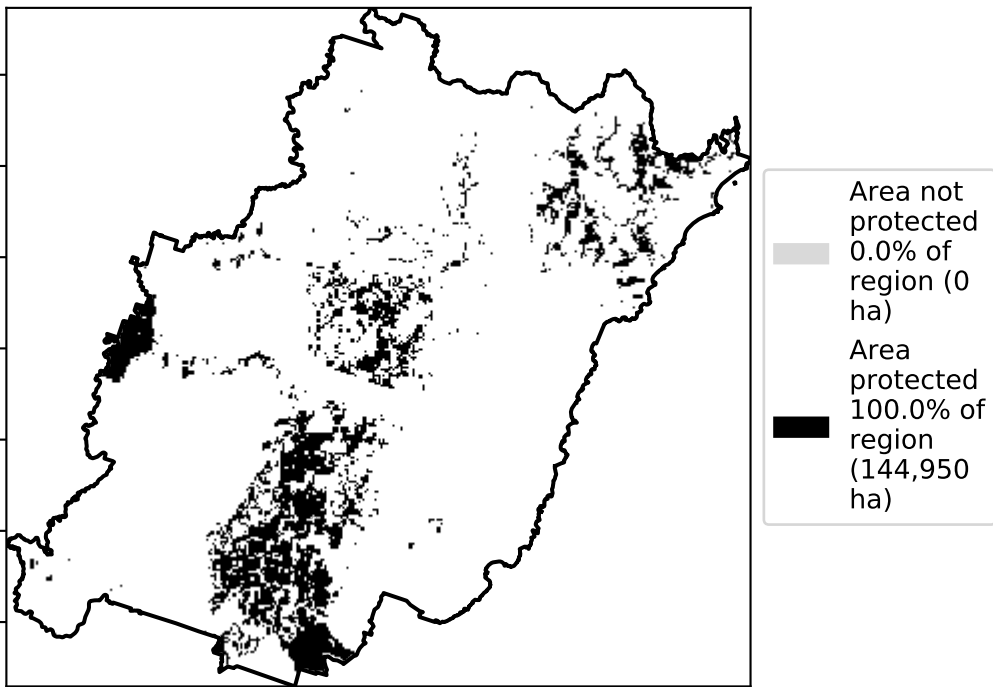 Area not
protected
0.0% of
region (0
ha)
Area
protected
100.0% of
region
(144,950
ha)